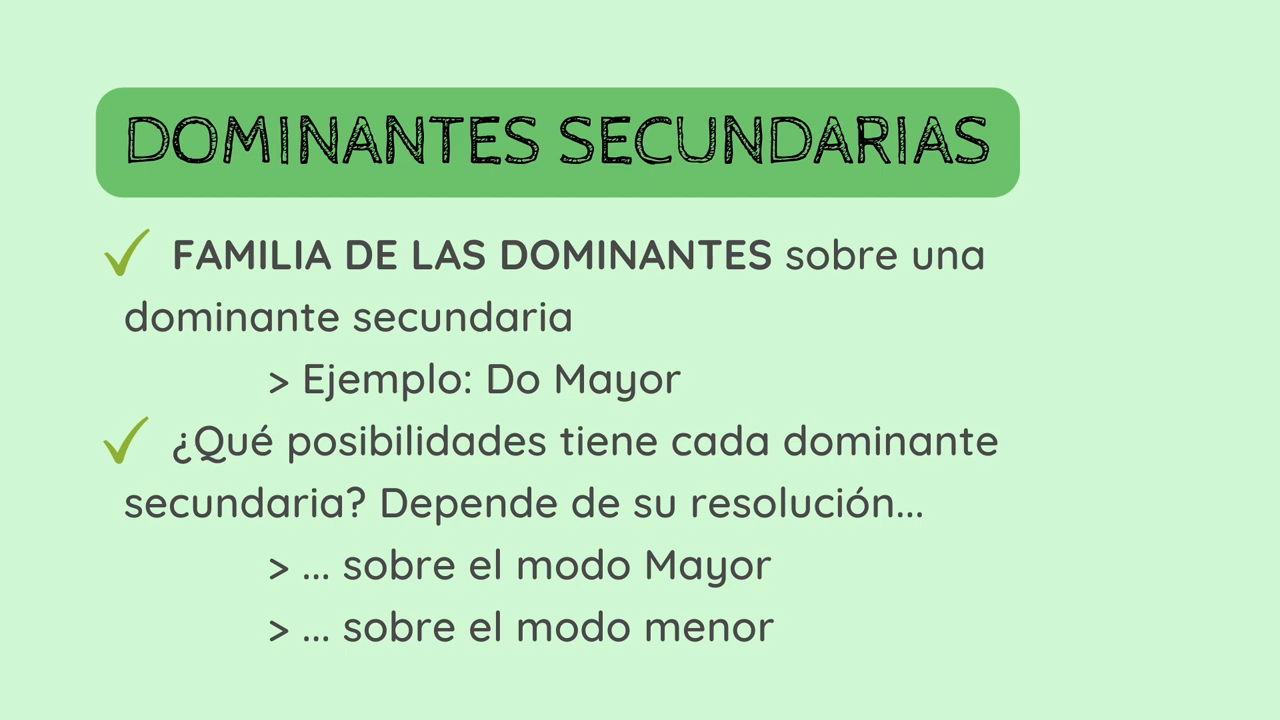 DOMINANTES SECUNDARIAS
✓ FAMILIA DE LAS DOMINANTES sobre una
dominante secundaria
> Ejemplo: Do Mayor
✓ ¿Qué posibilidades tiene cada dominante
secundaria? Depende de su resolución...
> ... sobre el modo Mayor
> ... sobre el modo menor